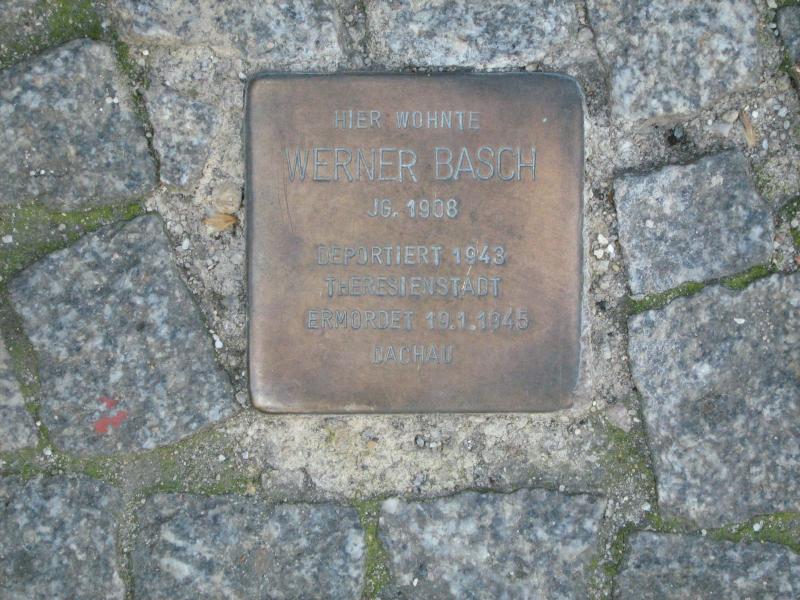 HIER WOHNTE
WERNER BASCH
JG. 1908
DEPORTIERT 1943
THERESIENSTADT
ERMORDET 19.1.1945
DACHAU